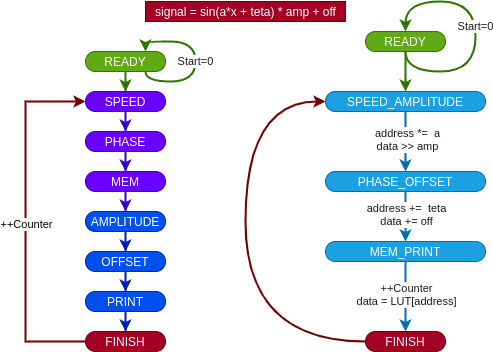 signal = sin(a*x + teta) * amp + off
READY
Start=0
SPEED
PHASE
MEM
AMPLITUDE
OFFSET
PRINT
FINISH
++Counter
READY
Start=0
SPEED_AMPLITUDE
address *= a
data >> amp
PHASE_OFFSET
address += teta
data += off
MEM_PRINT
++Counter
data = LUT[address]
FINISH